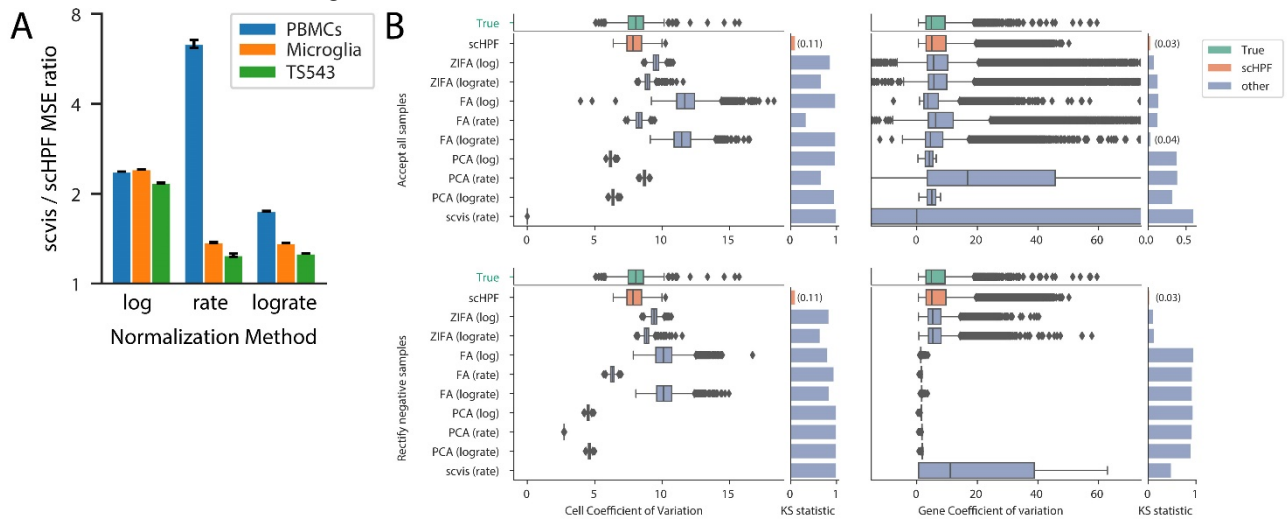 A
8
4
2
1
scvis / scHPF MSE ratio
PBMCs
Microglia
TS543
log rate lograte
Normalization Method
B
Accept all samples
True
scHPF
ZIFA (log)
ZIFA (lograte)
FA (log)
FA (rate)
FA (lograte)
PCA (log)
PCA (rate)
PCA (lograte)
scvis (rate)
0 5 10 15
(0.11)
0 1
0 20 40 60
(0.03)
(0.04)
0.0 0.5
True
scHPF
other
Rectify negative samples
True
scHPF
ZIFA (log)
ZIFA (lograte)
FA (log)
FA (rate)
FA (lograte)
PCA (log)
PCA (rate)
PCA (lograte)
scvis (rate)
0 5 10 15
Cell Coefficient of Variation
(0.11)
0 1
KS statistic
0 20 40 60
Gene Coefficient of variation
(0.03)
0 1
KS statistic